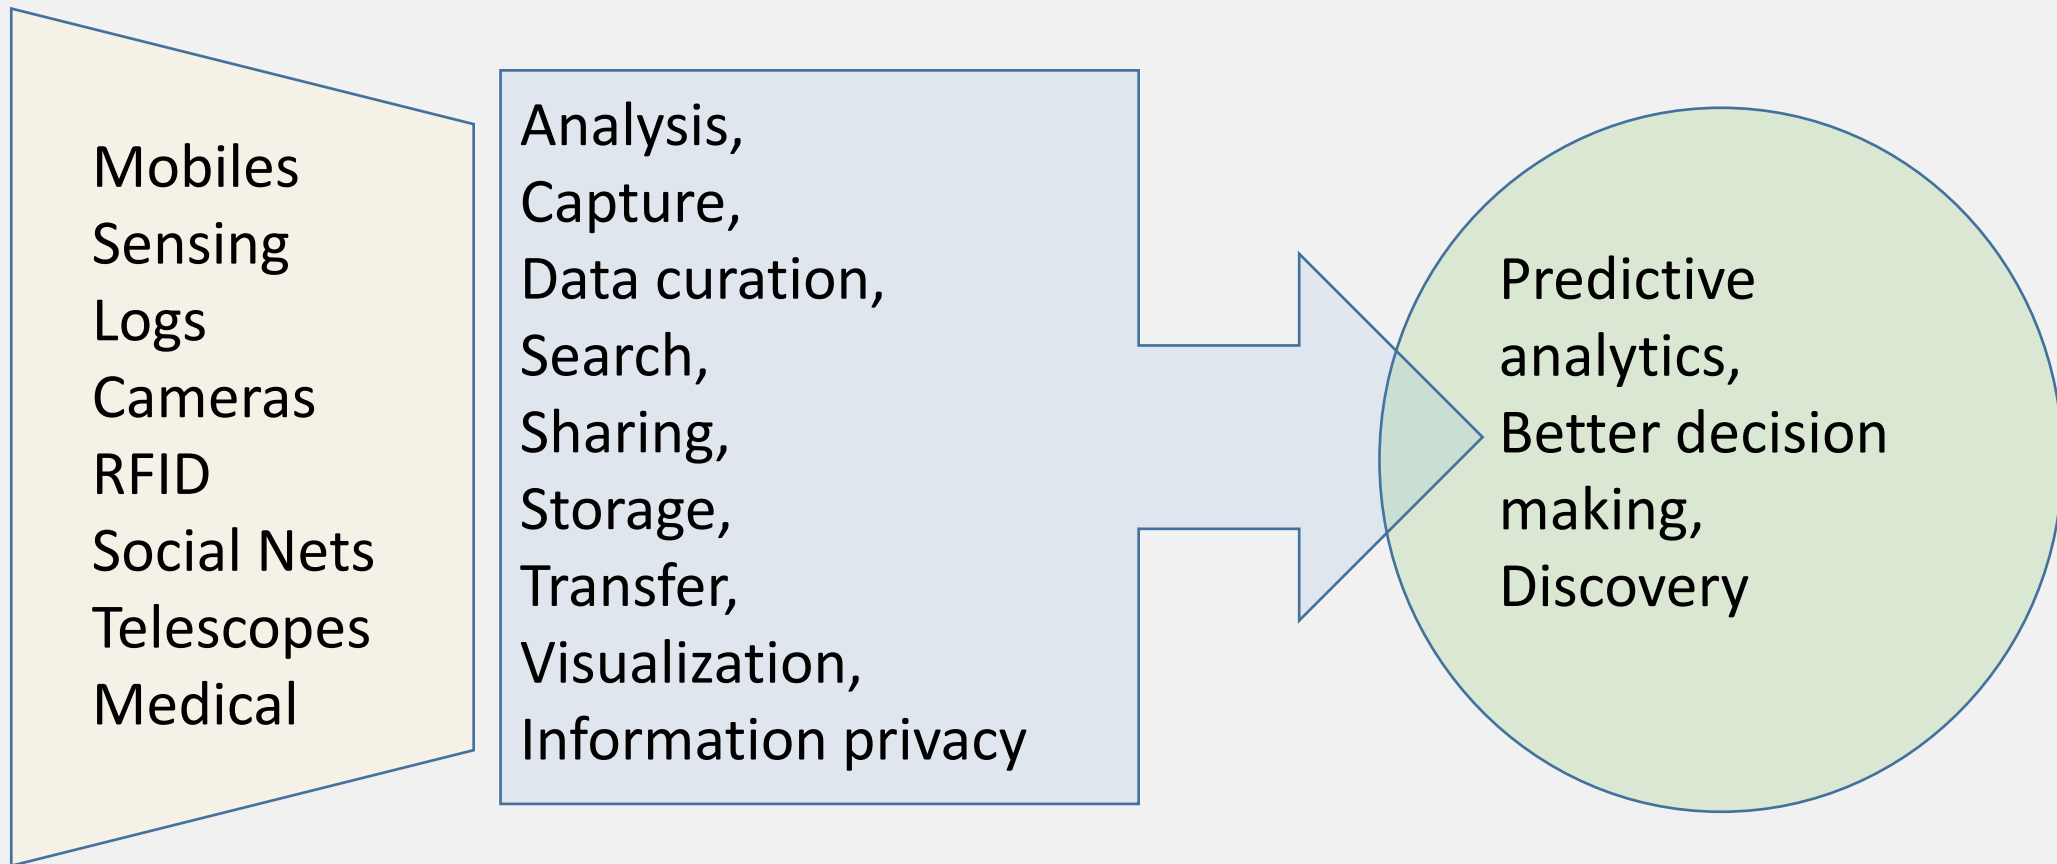 Mobiles
Sensing
Logs
Cameras
RFID
Social Nets
Telescopes
Medical
Analysis,
Capture,
Data curation,
Search,
Sharing,
Storage,
Transfer,
Visualization,
Information privacy
Predictive
analytics,
Better decision
making,
Discovery